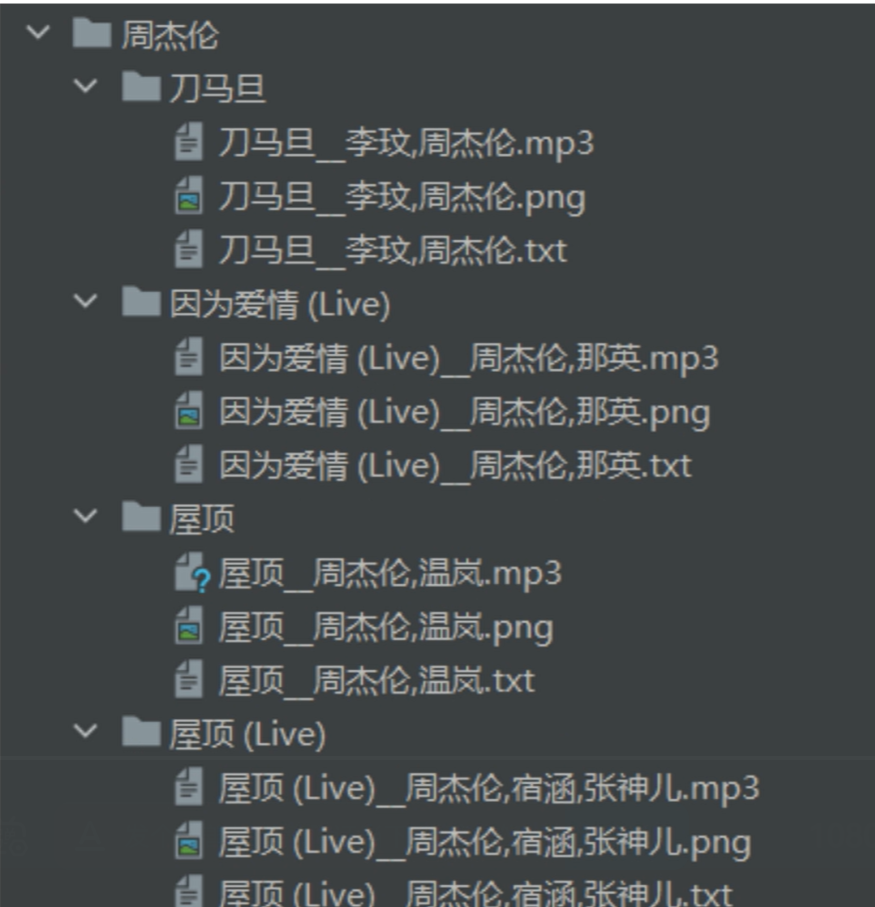 周杰伦
刀马旦
刀马旦__李玟,周杰伦.mp3
刀马旦__李玟,周杰伦.png
刀马旦__李玟,周杰伦.txt
因为爱情 (Live)
因为爱情 (Live)__周杰伦,那英.mp3
因为爱情 (Live)__周杰伦,那英.png
因为爱情 (Live)__周杰伦,那英.txt
屋顶
屋顶__周杰伦,温岚.mp3
屋顶__周杰伦,温岚.png
屋顶__周杰伦,温岚.txt
屋顶 (Live)
屋顶 (Live)__周杰伦,宿涵,张神儿.mp3
屋顶 (Live)__周杰伦,宿涵,张神儿.png
屋顶 (Live)__周杰伦,宿涵,张神儿.txt